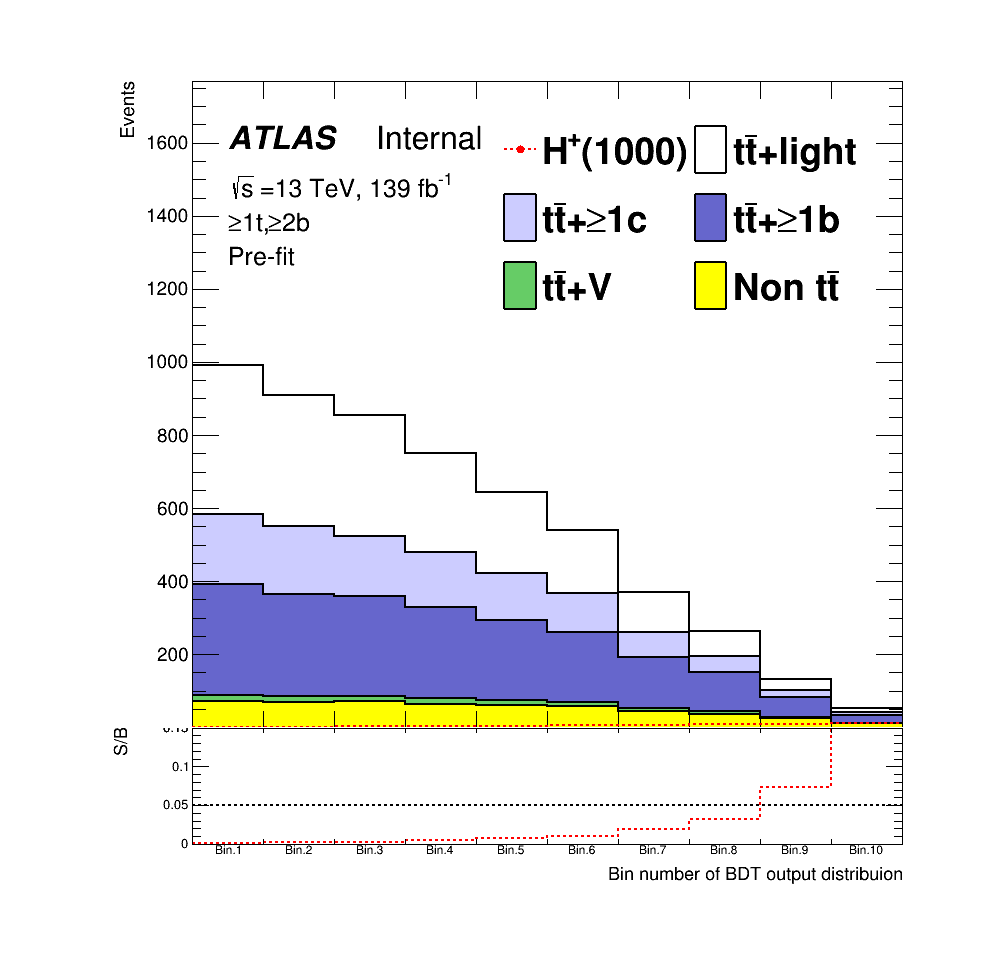 Events
1600
1400
1200
1000
800
600
400
200
ATLAS Internal
√s =13 TeV, 139 fb⁻¹
≥1t,≥2b
Pre-fit
H⁺(1000)
tt̄+light
tt̄+≥1c
tt̄+≥1b
tt̄+V
Non tt̄
S/B
0.15
0.1
0.05
0
Bin.1 Bin.2 Bin.3 Bin.4 Bin.5 Bin.6 Bin.7 Bin.8 Bin.9 Bin.10
Bin number of BDT output distribuion